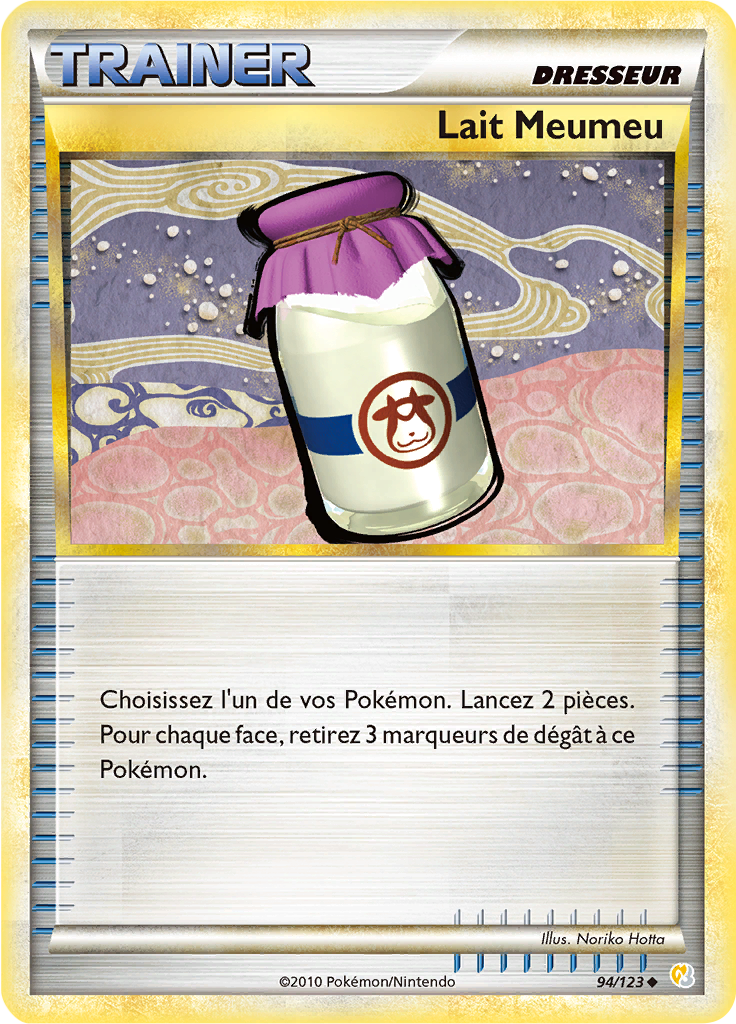 TRAINER
DRESSEUR
Lait Meumeu
Choisissez l'un de vos Pokémon. Lancez 2 pièces.
Pour chaque face, retirez 3 marqueurs de dégât à ce
Pokémon.
Illus. Noriko Hotta
©2010 Pokémon/Nintendo
94/123